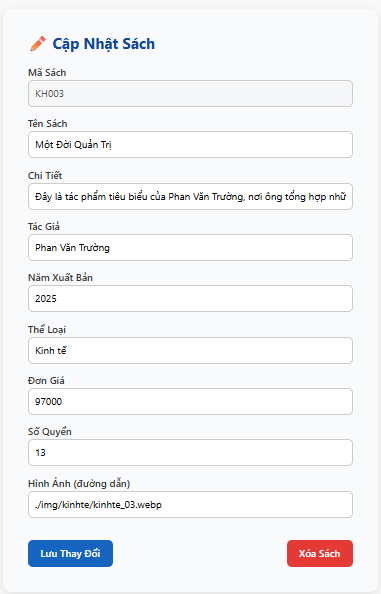 Cập Nhật Sách
Mã Sách
KH003
Tên Sách
Một Đời Quản Trị
Chi Tiết
Đây là tác phẩm tiêu biểu của Phan Văn Trường, nơi ông tổng hợp nhữ
Tác Giả
Phan Văn Trường
Năm Xuất Bản
2025
Thể Loại
Kinh tế
Đơn Giá
97000
Số Quyển
13
Hình Ảnh (đường dẫn)
./img/kinhte/kinhte_03.webp
Lưu Thay Đổi Xóa Sách